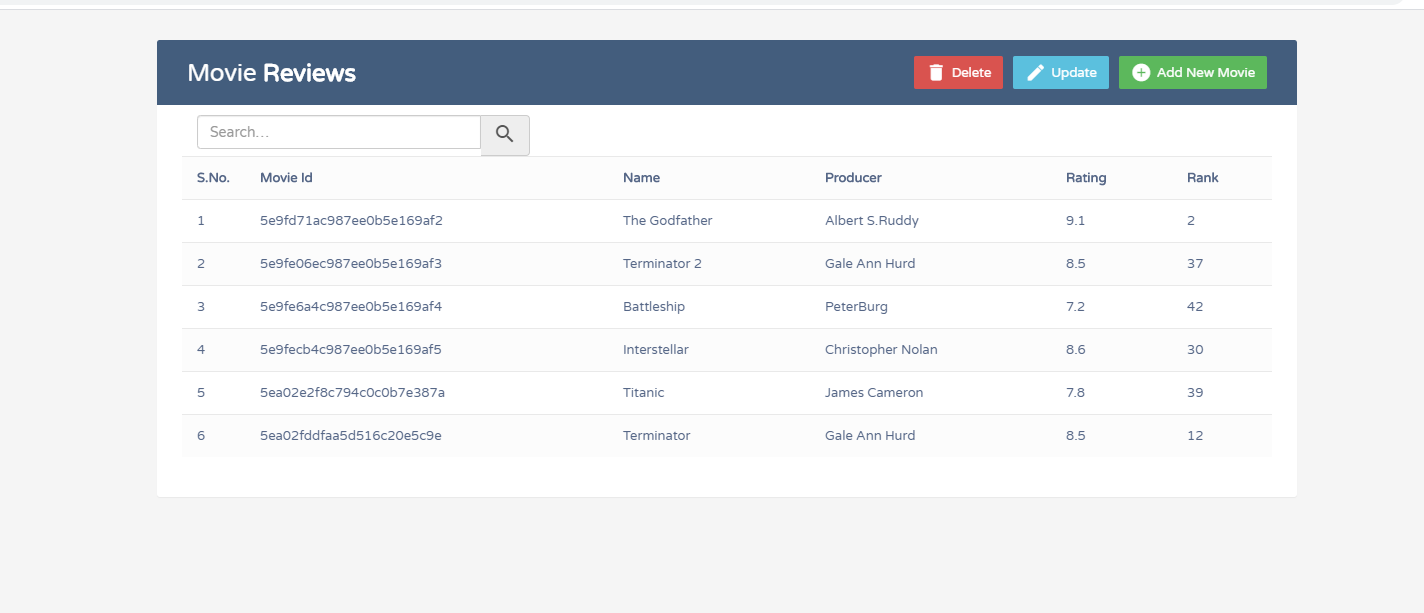 Movie Reviews Delete Update Add New Movie
Search...
S.No. Movie Id Name Producer Rating Rank
1 5e9fd71ac987ee0b5e169af2 The Godfather Albert S.Ruddy 9.1 2
2 5e9fe06ec987ee0b5e169af3 Terminator 2 Gale Ann Hurd 8.5 37
3 5e9fe6a4c987ee0b5e169af4 Battleship PeterBurg 7.2 42
4 5e9fecb4c987ee0b5e169af5 Interstellar Christopher Nolan 8.6 30
5 5ea02e2f8c794c0c0b7e387a Titanic James Cameron 7.8 39
6 5ea02fddfaa5d516c20e5c9e Terminator Gale Ann Hurd 8.5 12